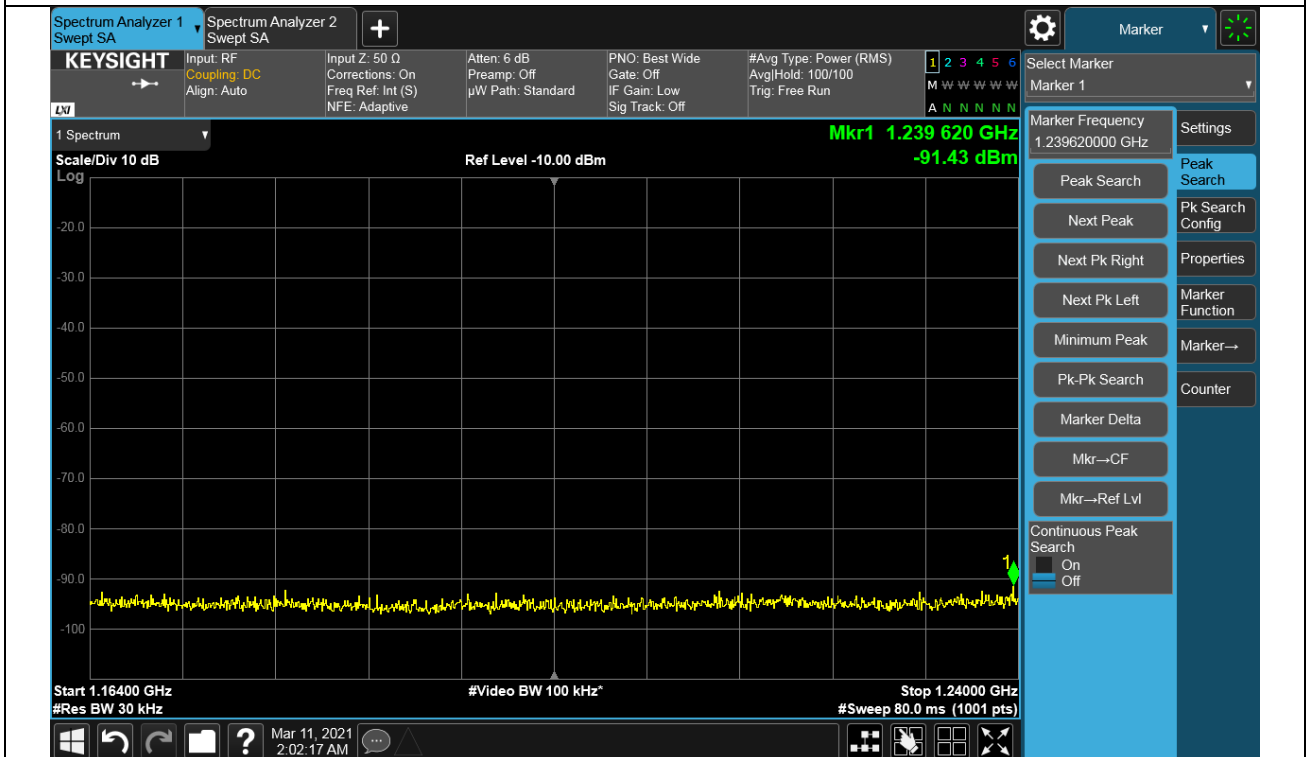 Spectrum Analyzer 1
Swept SA
Spectrum Analyzer 2
Swept SA
Marker
KEYSIGHT
LXI
Input: RF
Coupling: DC
Align: Auto
Input Z: 50 Ω
Corrections: On
Freq Ref: Int (S)
NFE: Adaptive
Atten: 6 dB
Preamp: Off
µW Path: Standard
PNO: Best Wide
Gate: Off
IF Gain: Low
Sig Track: Off
#Avg Type: Power (RMS)
Avg|Hold: 100/100
Trig: Free Run
1 2 3 4 5 6
M W W W W W
A N N N N N
Select Marker
Marker 1
1 Spectrum
Mkr1 1.239 620 GHz
Scale/Div 10 dB
Ref Level -10.00 dBm
-91.43 dBm
Log
-20.0
-30.0
-40.0
-50.0
-60.0
-70.0
-80.0
-90.0
-100
1
Start 1.16400 GHz
#Video BW 100 kHz*
Stop 1.24000 GHz
#Res BW 30 kHz
#Sweep 80.0 ms (1001 pts)
Marker Frequency
1.239620000 GHz
Peak Search
Next Peak
Next Pk Right
Next Pk Left
Minimum Peak
Pk-Pk Search
Marker Delta
Mkr→CF
Mkr→Ref Lvl
Continuous Peak
Search
On
Off
Settings
Peak
Search
Pk Search
Config
Properties
Marker
Function
Marker→
Counter
?
Mar 11, 2021
2:02:17 AM